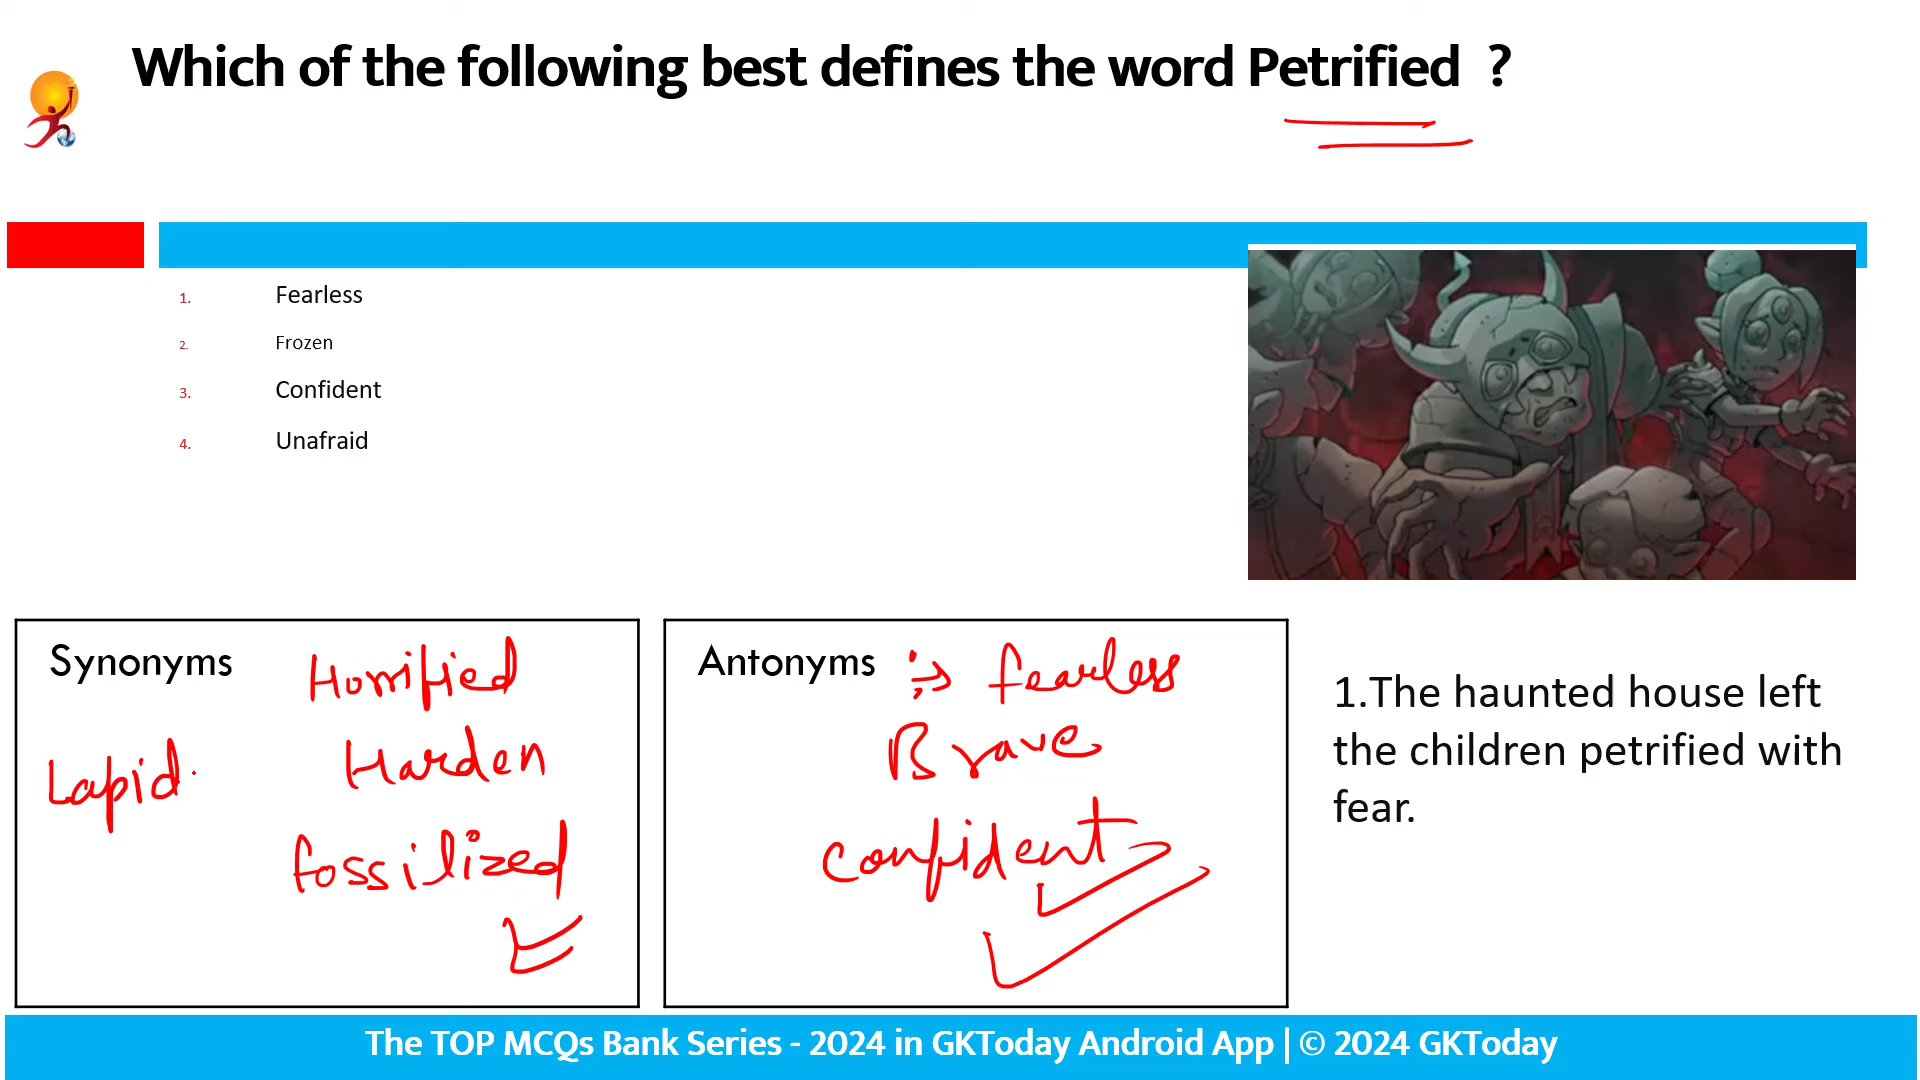 Which of the following best defines the word Petrified ?
1. Fearless
2. Frozen
3. Confident
4. Unafraid
Synonyms
Horrified
Lapid
Harden
fossilized
Antonyms :→ fearless
Brave
Confident
1.The haunted house left
the children petrified with
fear.
The TOP MCQs Bank Series - 2024 in GKToday Android App | © 2024 GKToday